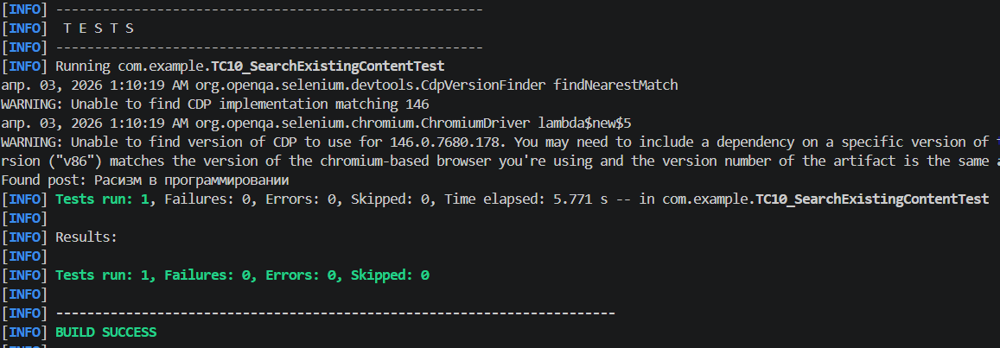 [INFO] -------------------------------------------------------
[INFO]  T E S T S
[INFO] -------------------------------------------------------
[INFO] Running com.example.TC10_SearchExistingContentTest
апр. 03, 2026 1:10:19 AM org.openqa.selenium.devtools.CdpVersionFinder findNearestMatch
WARNING: Unable to find CDP implementation matching 146
апр. 03, 2026 1:10:19 AM org.openqa.selenium.chromium.ChromiumDriver lambda$new$5
WARNING: Unable to find version of CDP to use for 146.0.7680.178. You may need to include a dependency on a specific version of
rsion ("v86") matches the version of the chromium-based browser you're using and the version number of the artifact is the same
Found post: Расизм в программировании
[INFO] Tests run: 1, Failures: 0, Errors: 0, Skipped: 0, Time elapsed: 5.771 s -- in com.example.TC10_SearchExistingContentTest
[INFO]
[INFO] Results:
[INFO]
[INFO] Tests run: 1, Failures: 0, Errors: 0, Skipped: 0
[INFO]
[INFO] ------------------------------------------------------------------------
[INFO] BUILD SUCCESS